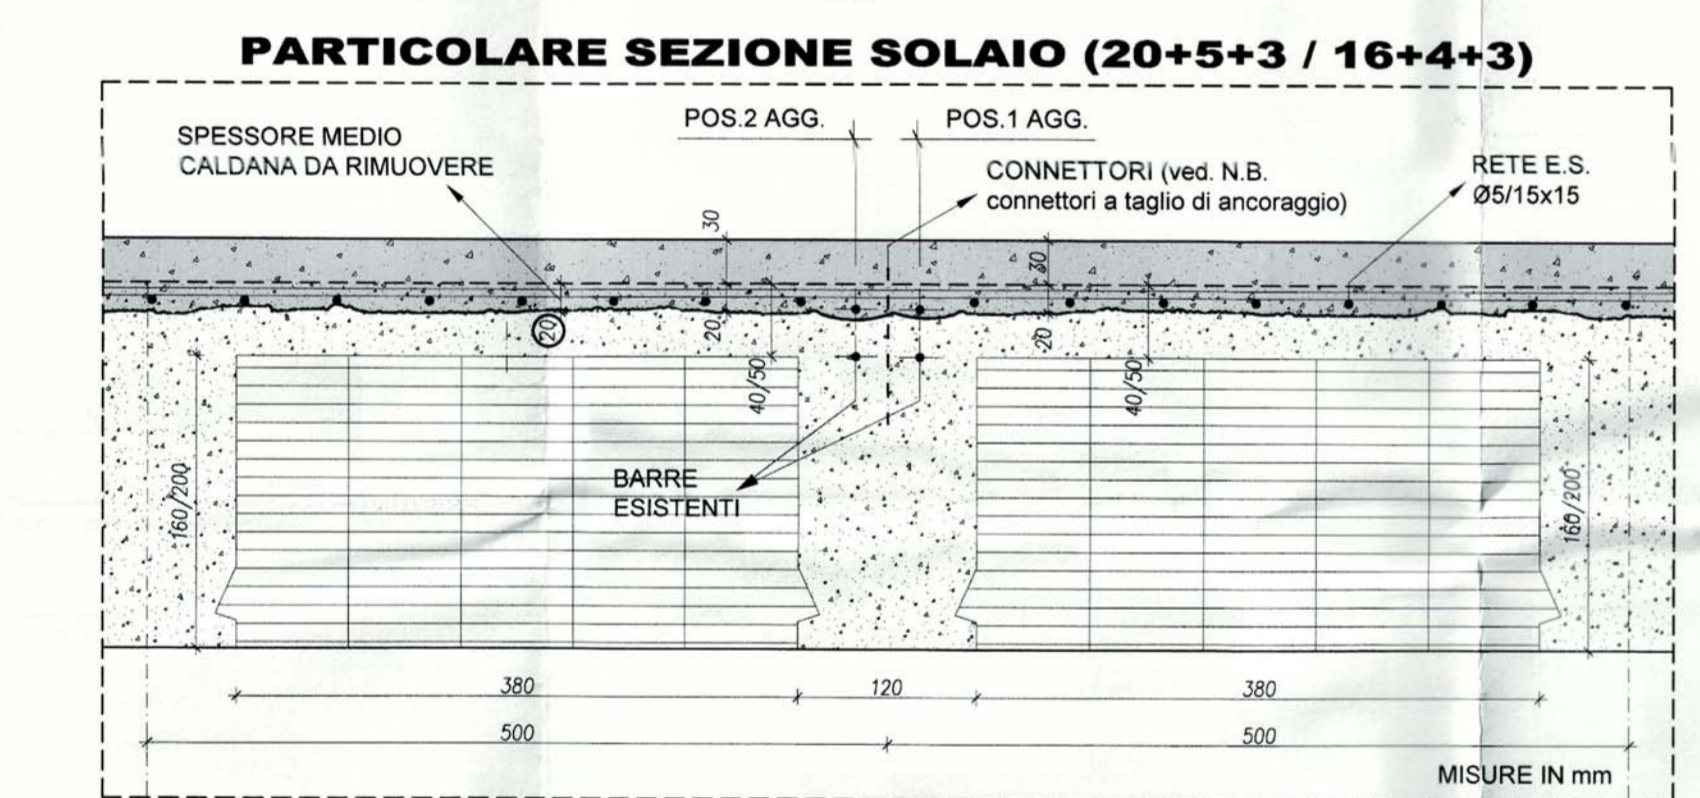 PARTICOLARE SEZIONE SOLAIO (20+5+3 / 16+4+3)
POS.2 AGG.
POS.1 AGG.
SPESSORE MEDIO
CALDANA DA RIMUOVERE
CONNETTORI (ved. N.B.
connettori a taglio di ancoraggio)
RETE E.S.
Ø5/15x15
30
30
20
20
20
40/50
40/50
160/200
160/200
BARRE
ESISTENTI
380
120
380
500
500
MISURE IN mm